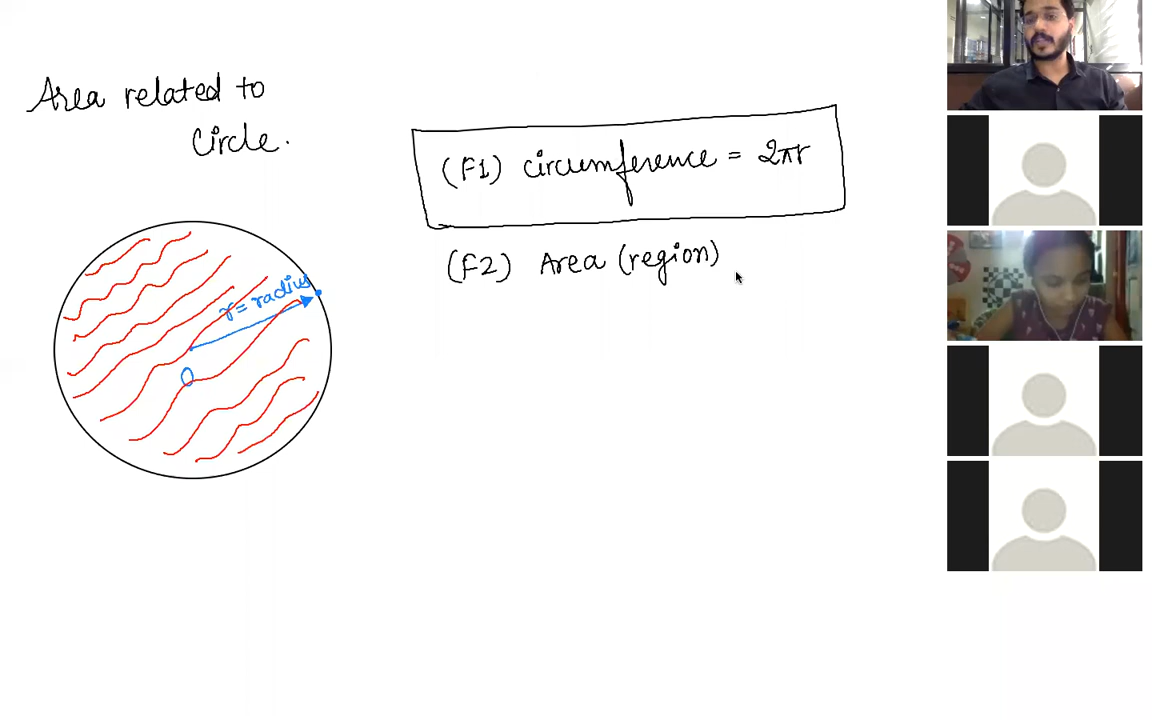 Area related to
Circle.
(F1) circumference = 2πr
(F2) Area (region)
r = radius
O